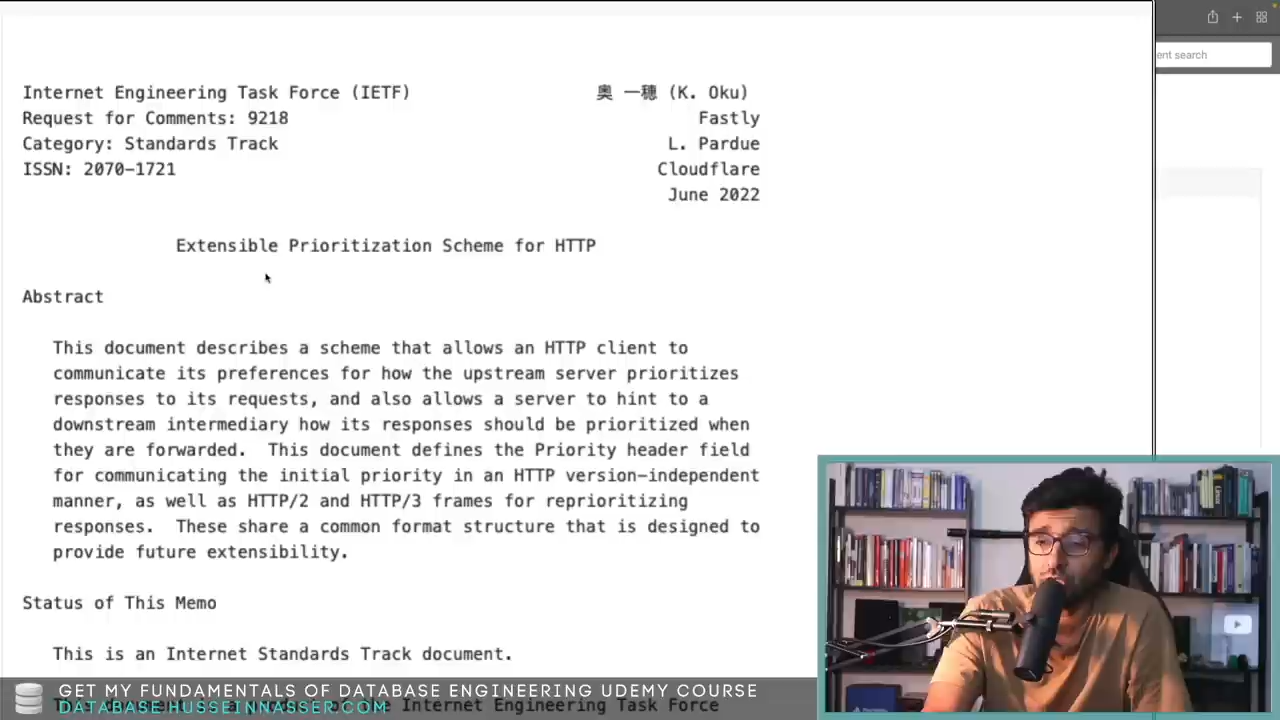 ent search
Internet Engineering Task Force (IETF) 奥 一穂 (K. Oku)
Request for Comments: 9218 Fastly
Category: Standards Track L. Pardue
ISSN: 2070-1721 Cloudflare
June 2022
Extensible Prioritization Scheme for HTTP
Abstract
This document describes a scheme that allows an HTTP client to
communicate its preferences for how the upstream server prioritizes
responses to its requests, and also allows a server to hint to a
downstream intermediary how its responses should be prioritized when
they are forwarded. This document defines the Priority header field
for communicating the initial priority in an HTTP version-independent
manner, as well as HTTP/2 and HTTP/3 frames for reprioritizing
responses. These share a common format structure that is designed to
provide future extensibility.
Status of This Memo
This is an Internet Standards Track document.
GET MY FUNDAMENTALS OF DATABASE ENGINEERING UDEMY COURSE
DATABASE.HUSSEINNASSER.COM
Internet Engineering Task Force